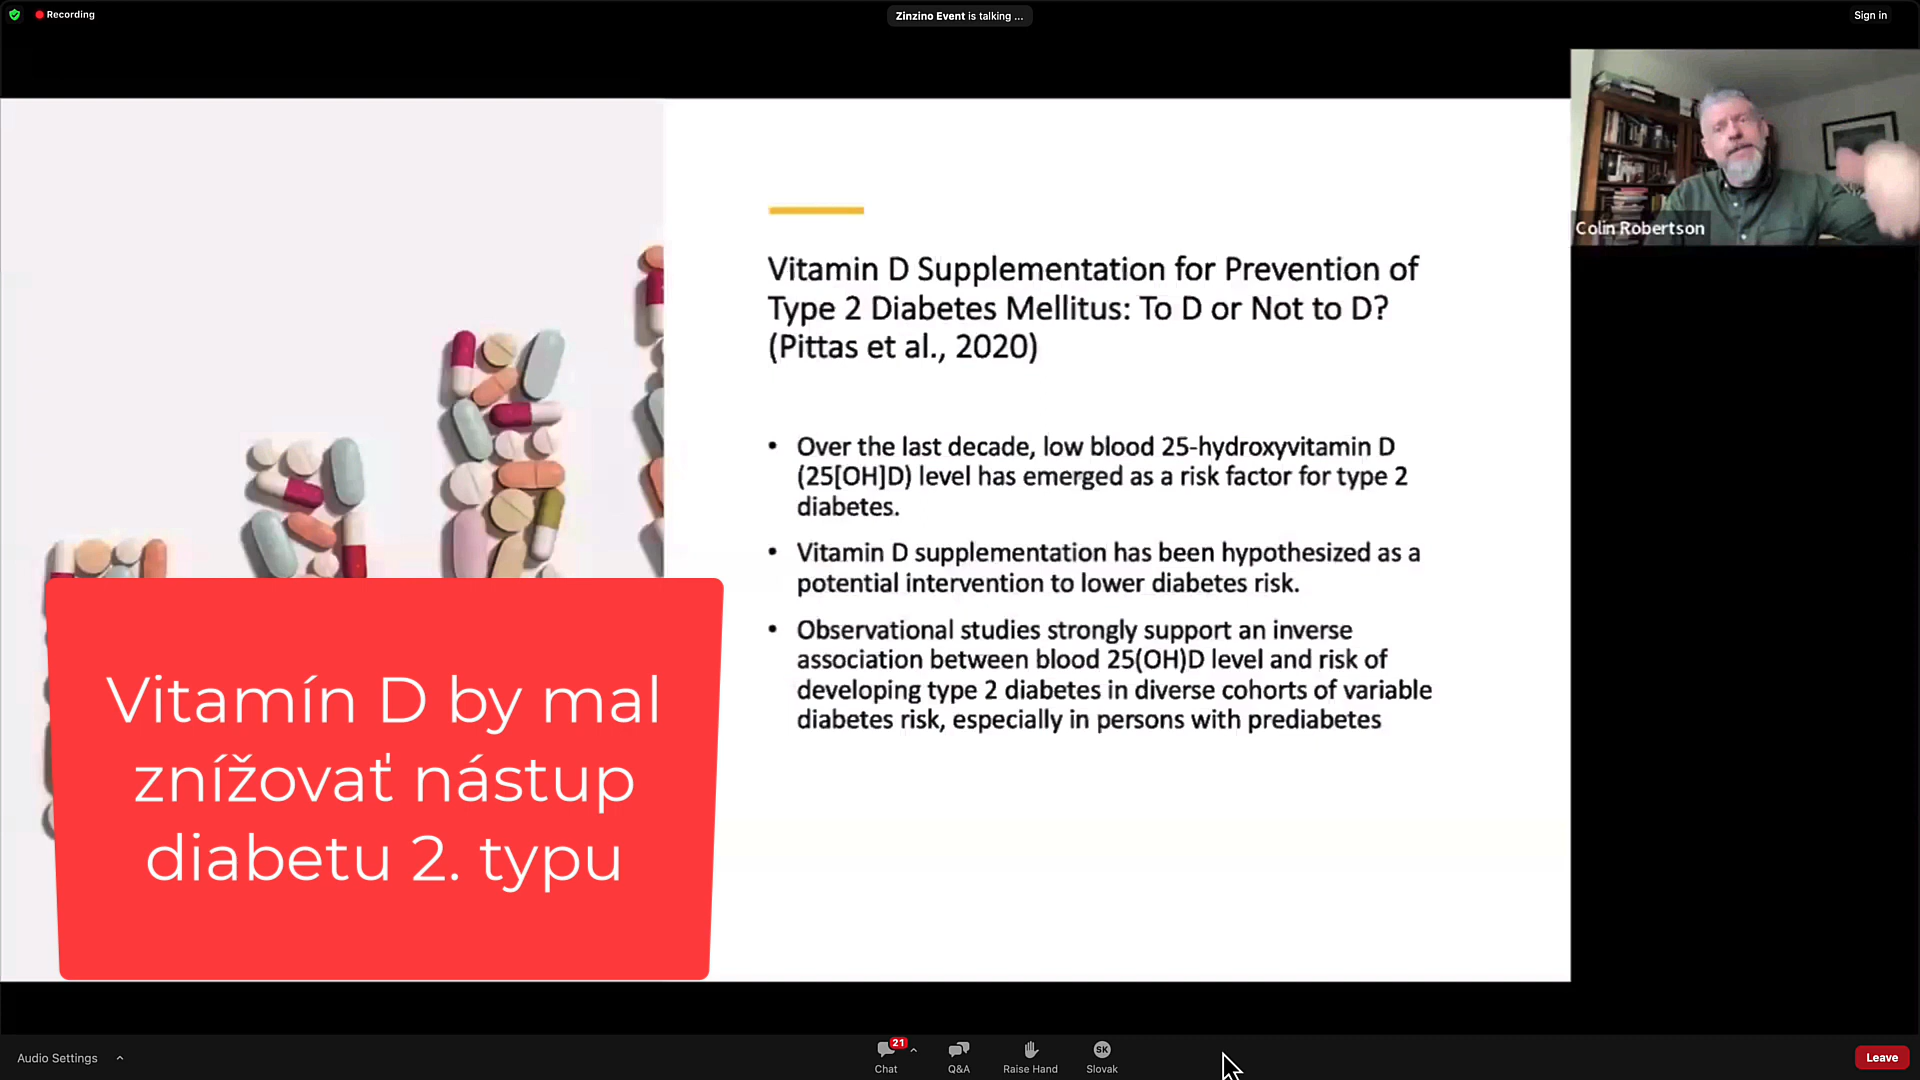 Recording
Zinzino Event is talking ...
Sign in
Colin Robertson
Vitamin D Supplementation for Prevention of
Type 2 Diabetes Mellitus: To D or Not to D?
(Pittas et al., 2020)
• Over the last decade, low blood 25-hydroxyvitamin D
(25[OH]D) level has emerged as a risk factor for type 2
diabetes.
• Vitamin D supplementation has been hypothesized as a
potential intervention to lower diabetes risk.
• Observational studies strongly support an inverse
association between blood 25(OH)D level and risk of
developing type 2 diabetes in diverse cohorts of variable
diabetes risk, especially in persons with prediabetes
Vitamín D by mal
znížovať nástup
diabetu 2. typu
Audio Settings
21
Chat
Q&A
Raise Hand
SK
Slovak
Leave